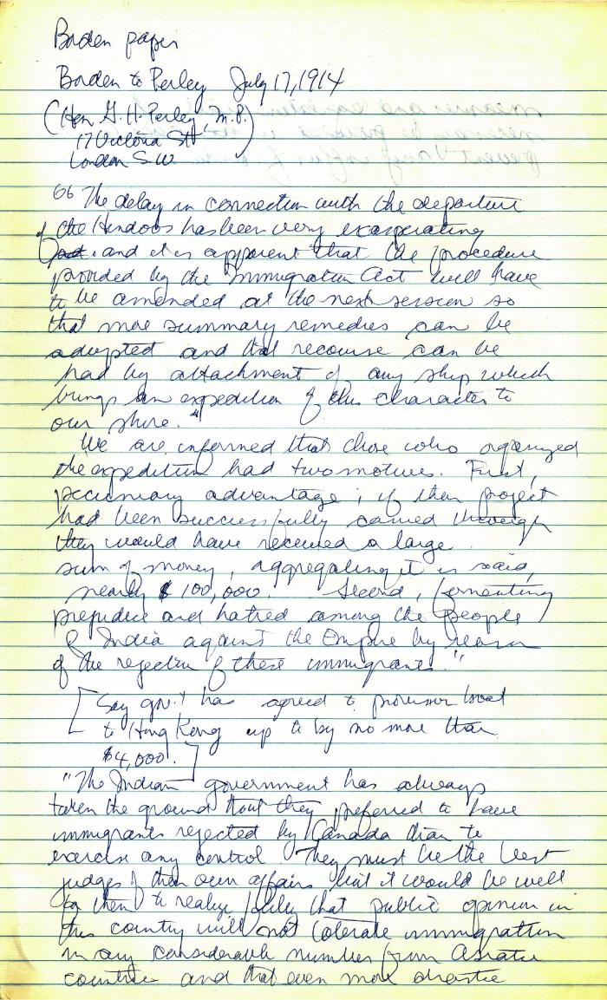 Borden paper
Borden to Perley July 17, 1914
(Hon G. H. Perley, M.P.)
17 Victoria St
London S.W.
"The delay in connection with the departure
of the Hindoos has been very exasperating
and it is apparent that the procedure
provided by the Immigration Act will have
to be amended at the next session so
that more summary remedies can be
adopted and that recourse can be
had by attachment of any ship which
brings an expedition of this character to
our shore."
We are informed that those who organized
the expedition had two motives. First,
pecuniary advantage; if their project
had been successfully carried through
they would have received a large
sum of money, aggregating it is said,
nearly $100,000. Second, fomenting
prejudice and hatred among the people
of India against the Empire by reason
of the rejection of these immigrants."
[Say gov't has agreed to provision boat
to Hong Kong up to by no more than
$4,000.]
"The Indian government has always
taken the ground that they preferred to have
immigrants rejected by Canada than to
exercise any control. They must be the best
judges of their own affairs but it would be well
for them to realize fully that public opinion in
this country will not tolerate immigration
in any considerable number from Asiatic
countries and that even more drastic